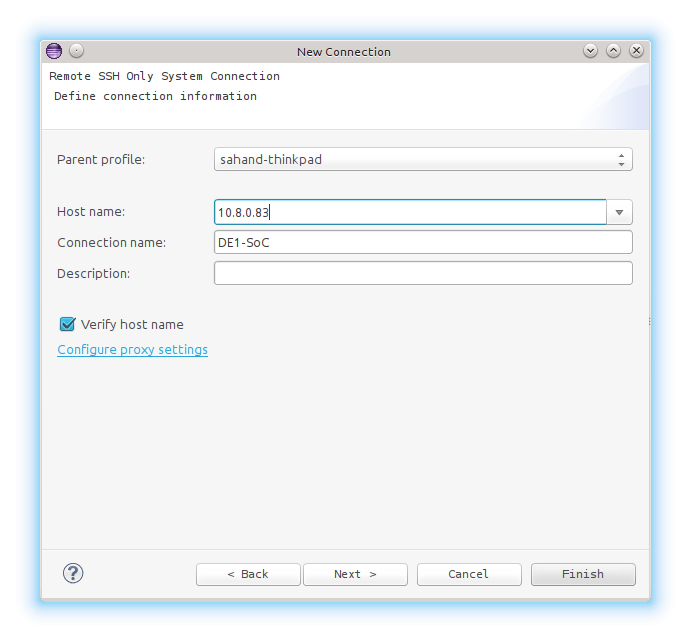 New Connection
Remote SSH Only System Connection
Define connection information
Parent profile: sahand-thinkpad
Host name: 10.8.0.83
Connection name: DE1-SoC
Description:
Verify host name
Configure proxy settings
? < Back Next > Cancel Finish